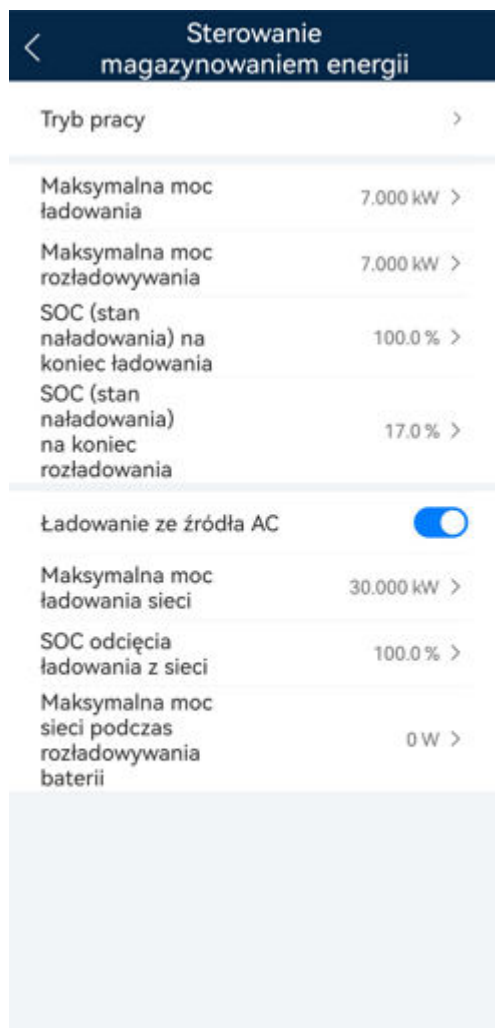 Sterowanie
magazynowaniem energii
Tryb pracy
Maksymalna moc
ładowania
7.000 kW
Maksymalna moc
rozładowywania
7.000 kW
SOC (stan
naładowania) na
koniec ładowania
100.0 %
SOC (stan
naładowania)
na koniec
rozładowania
17.0 %
Ładowanie ze źródła AC
Maksymalna moc
ładowania sieci
30.000 kW
SOC odcięcia
ładowania z sieci
100.0 %
Maksymalna moc
sieci podczas
rozładowywania
baterii
0 W